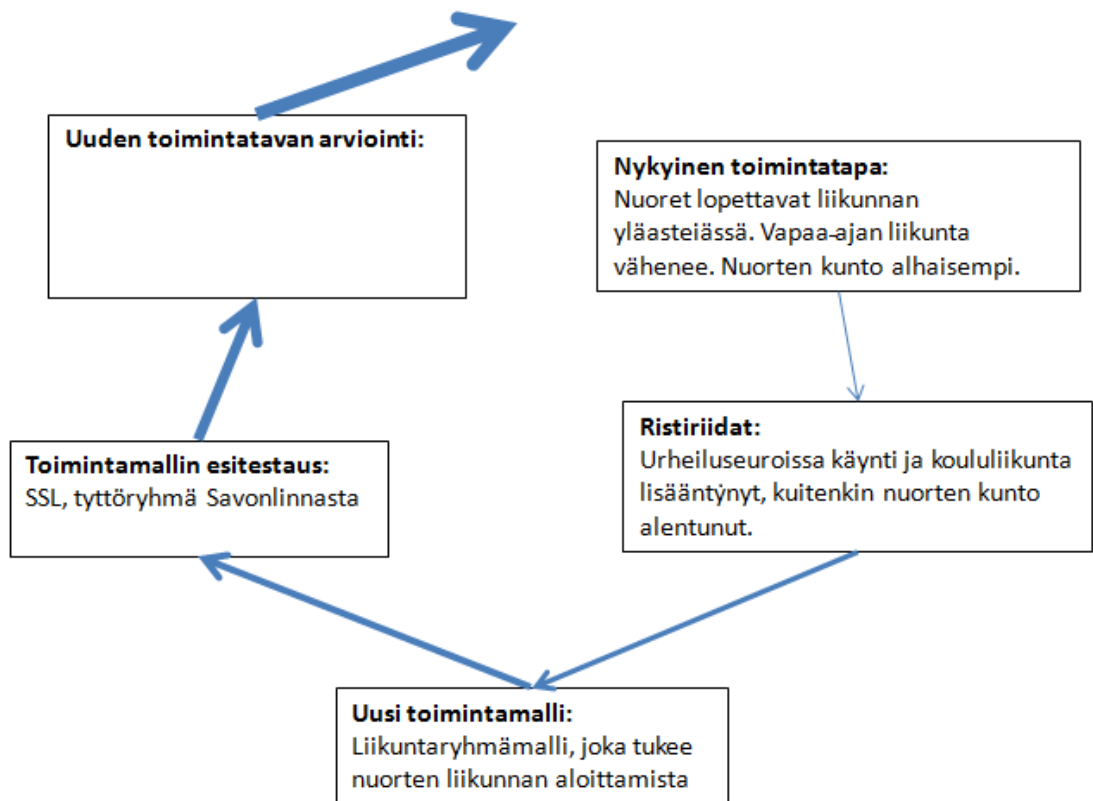 Uuden toimintatavan arviointi:
Nykyinen toimintatapa:
Nuoret lopettavat liikunnan
yläasteiässä. Vapaa-ajan liikunta
vähenee. Nuorten kunto alhaisempi.
Ristiriidat:
Urheiluseuroissa käynti ja koululiikunta
lisääntynyt, kuitenkin nuorten kunto
alentunut.
Toimintamallin esitestaus:
SSL, tyttöryhmä Savonlinnasta
Uusi toimintamalli:
Liikuntaryhmämalli, joka tukee
nuorten liikunnan aloittamista